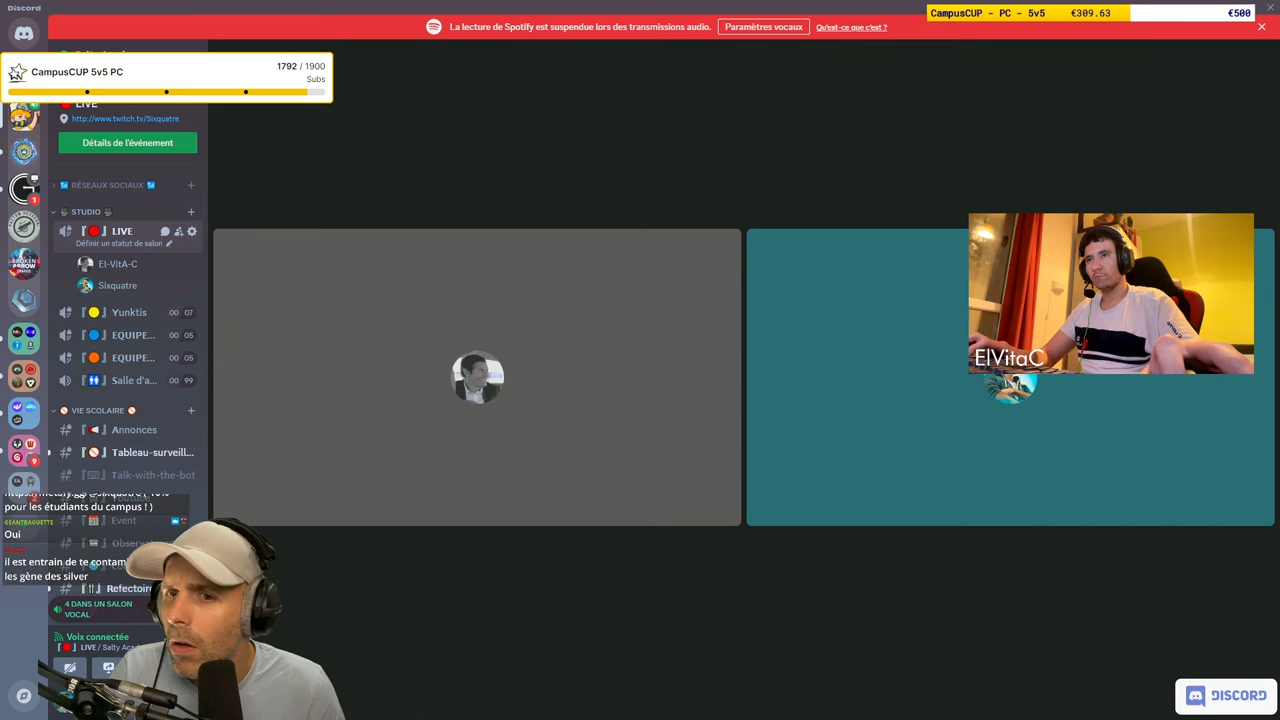 Discord
La lecture de Spotify est suspendue lors des transmissions audio.
Paramètres vocaux
Qu'est-ce que c'est ?
CampusCUP - PC - 5v5
€309.63
€500
CampusCUP 5v5 PC
1792 / 1900
Subs
LIVE
http://www.twitch.tv/Sixquatre
Détails de l'événement
RÉSEAUX SOCIAUX
STUDIO
LIVE
Définir un statut de salon
El-VitA-C
Sixquatre
Yunktis 00 07
EQUIPE... 00 05
EQUIPE... 00 05
Salle d'a... 00 99
VIE SCOLAIRE
Annonces
Tableau-surveill...
Talk-with-the-bot
pour les étudiants du campus ! )
GEANTBAGUETTE
Event
Oui
il est entrain de te contam
les gène des silver
Refectoire
4 DANS UN SALON
VOCAL
Voix connectée
LIVE / Salty Aca
ElVitaC
DISCORD
1
9